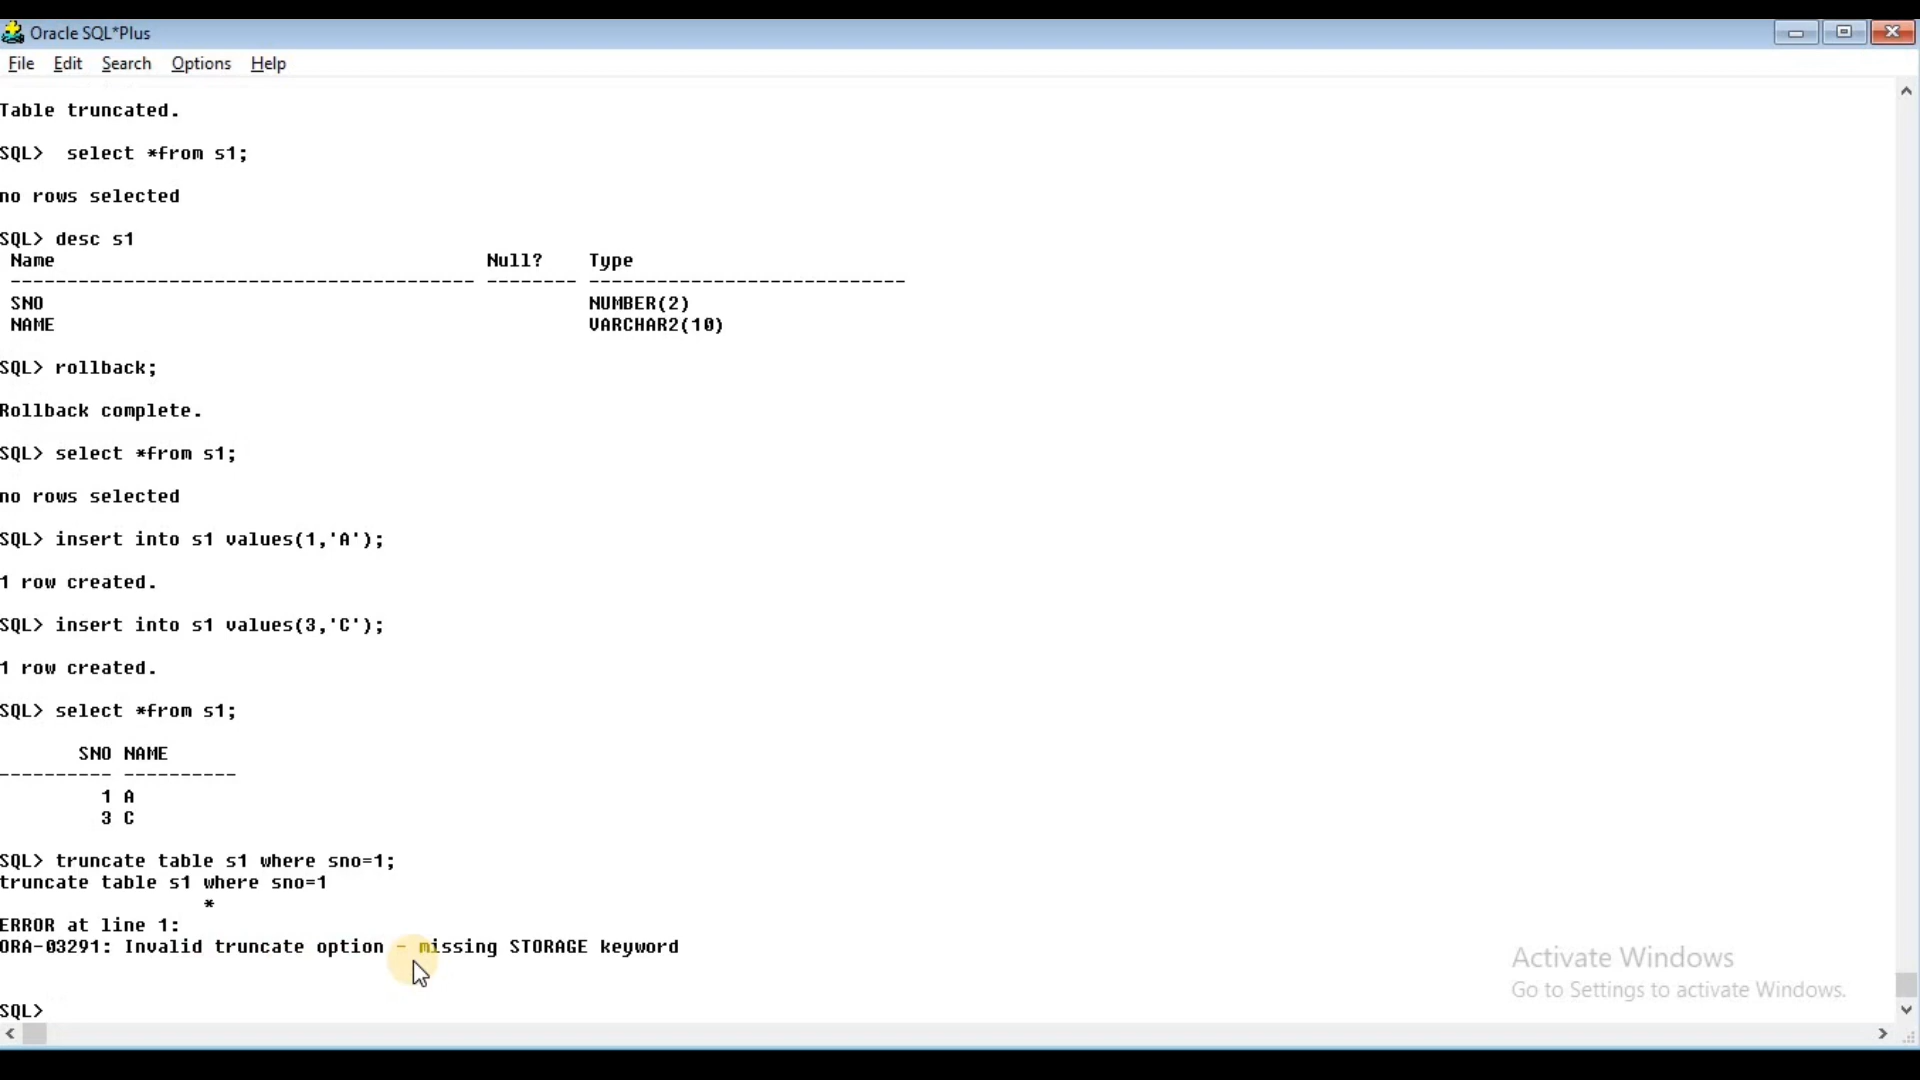 Oracle SQL*Plus
File Edit Search Options Help
Table truncated.
SQL>  select *from s1;
no rows selected
SQL> desc s1
Name Null? Type
----------------------------------------- -------- ----------------------------
SNO NUMBER(2)
NAME VARCHAR2(10)
SQL> rollback;
Rollback complete.
SQL> select *from s1;
no rows selected
SQL> insert into s1 values(1,'A');
1 row created.
SQL> insert into s1 values(3,'C');
1 row created.
SQL> select *from s1;
SNO NAME
---------- ----------
1 A
3 C
SQL> truncate table s1 where sno=1;
truncate table s1 where sno=1
*
ERROR at line 1:
ORA-03291: Invalid truncate option - missing STORAGE keyword
SQL>
Activate Windows
Go to Settings to activate Windows.